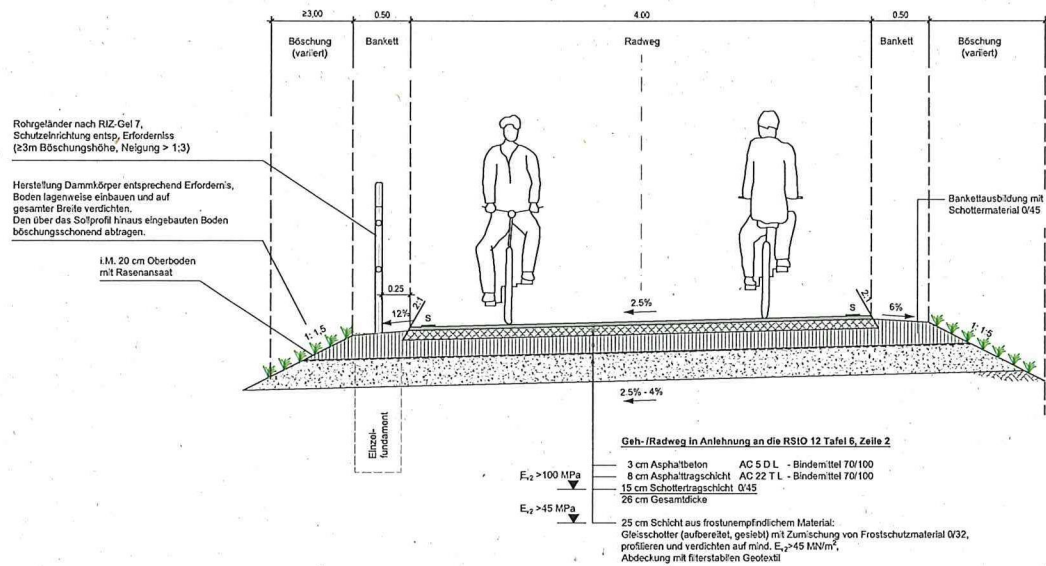 ≥3,00
0.50
4.00
0.50
Böschung
(variiert)
Bankett
Radweg
Bankett
Böschung
(variiert)
Rohrgeländer nach RIZ-Gel 7,
Schutzeinrichtung entsp. Erforderniss
(≥3m Böschungshöhe, Neigung > 1:3)
Herstellung Dammkörper entsprechend Erfordernis,
Boden lagenweise einbauen und auf
gesamter Breite verdichten.
Den über das Sollprofil hinaus eingebauten Boden
böschungsschonend abtragen.
i.M. 20 cm Oberboden
mit Rasenansaat
Bankettausbildung mit
Schottermaterial 0/45
0.25
2:1
12%
S
2.5%
S
2:1
6%
1: 1,5
1: 1,5
2.5% - 4%
Einzel-
fundament
Geh- /Radweg in Anlehnung an die RStO 12 Tafel 6, Zeile 2
3 cm Asphaltbeton AC 5 D L - Bindemittel 70/100
Ev2 >100 MPa
8 cm Asphalttragschicht AC 22 T L - Bindemittel 70/100
15 cm Schottertragschicht 0/45
26 cm Gesamtdicke
Ev2 >45 MPa
25 cm Schicht aus frostunempfindlichem Material:
Gleisschotter (aufbereitet, gesiebt) mit Zumischung von Frostschutzmaterial 0/32,
profilieren und verdichten auf mind. Ev2>45 MN/m²,
Abdeckung mit filterstabilen Geotextil